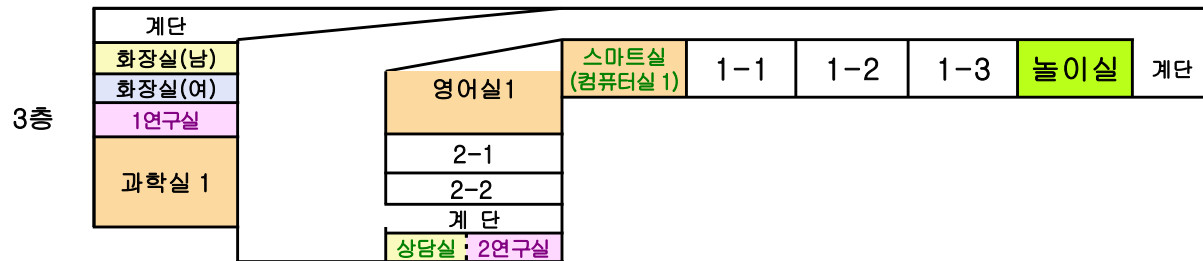 3층
계단
화장실(남)
화장실(여)
1연구실
과학실 1
영어실1
2-1
2-2
계 단
상담실 2연구실
스마트실
(컴퓨터실 1)
1-1
1-2
1-3
놀이실
계단